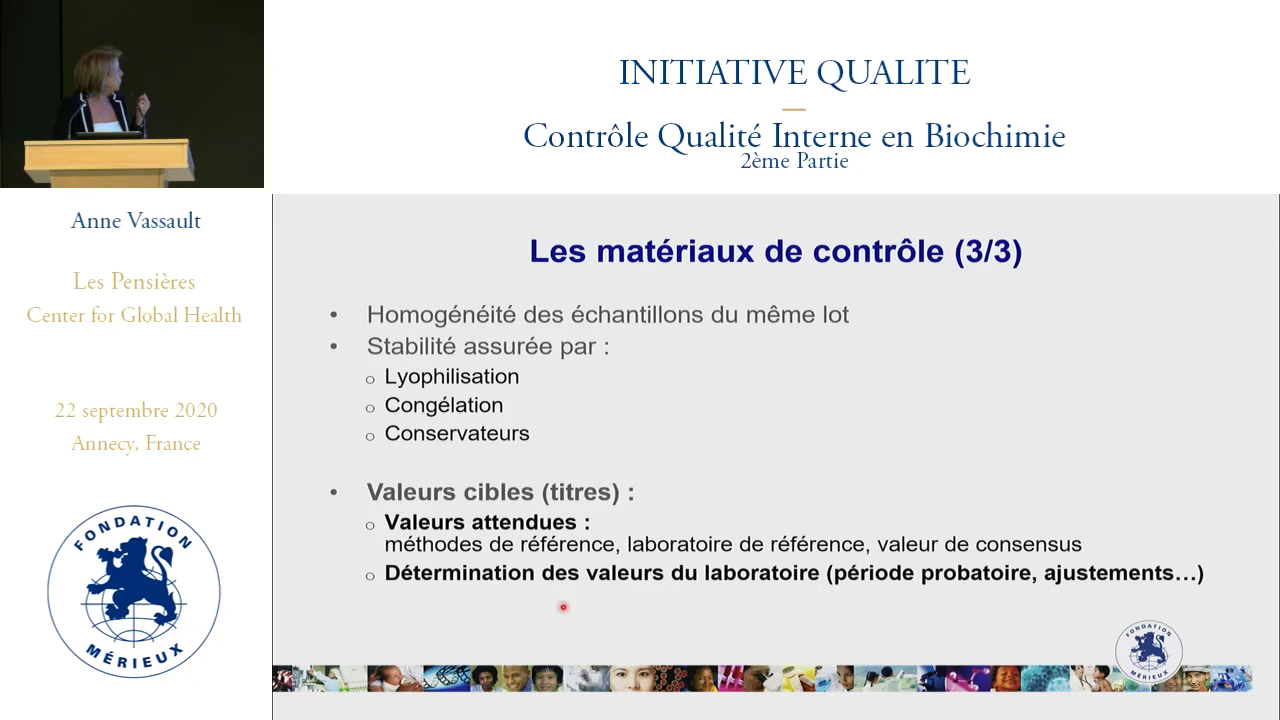 INITIATIVE QUALITE
Contrôle Qualité Interne en Biochimie
2ème Partie
Anne Vassault
Les Pensières
Center for Global Health
22 septembre 2020
Annecy, France
FONDATION
MÉRIEUX
Les matériaux de contrôle (3/3)
• Homogénéité des échantillons du même lot
• Stabilité assurée par :
o Lyophilisation
o Congélation
o Conservateurs
• Valeurs cibles (titres) :
o Valeurs attendues :
méthodes de référence, laboratoire de référence, valeur de consensus
o Détermination des valeurs du laboratoire (période probatoire, ajustements…)
FONDATION
MÉRIEUX